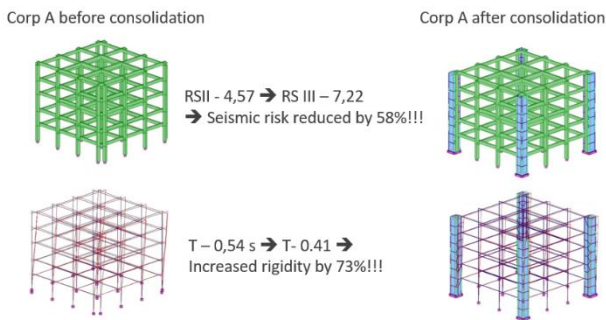 Corp A before consolidation
Corp A after consolidation
RSII - 4,57 ➔ RS III – 7,22
➔ Seismic risk reduced by 58%!!!
T – 0,54 s ➔ T- 0.41 ➔
Increased rigidity by 73%!!!